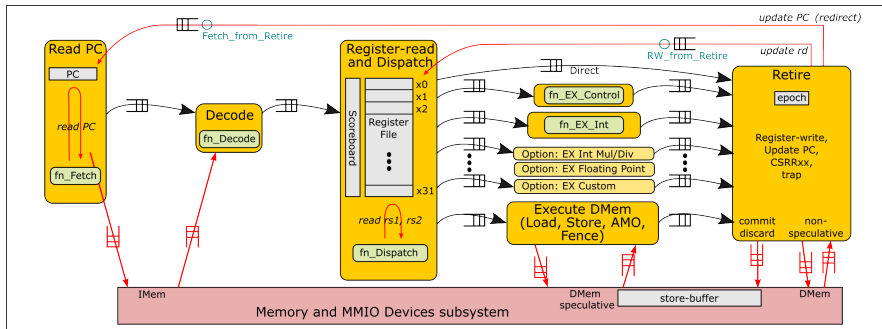 update PC (redirect)
Fetch_from_Retire
update rd
RW_from_Retire
Read PC
PC
read PC
fn_Fetch
Decode
fn_Decode
Register-read
and Dispatch
Scoreboard
x0
x1
x2
Register
File
x31
read rs1, rs2
fn_Dispatch
Direct
fn_EX_Control
fn_EX_Int
Option: EX Int Mul/Div
Option: EX Floating Point
Option: EX Custom
Execute DMem
(Load, Store, AMO,
Fence)
Retire
epoch
Register-write,
Update PC,
CSRRxx,
trap
commit
discard
non-
speculative
IMem
DMem
speculative
store-buffer
DMem
Memory and MMIO Devices subsystem